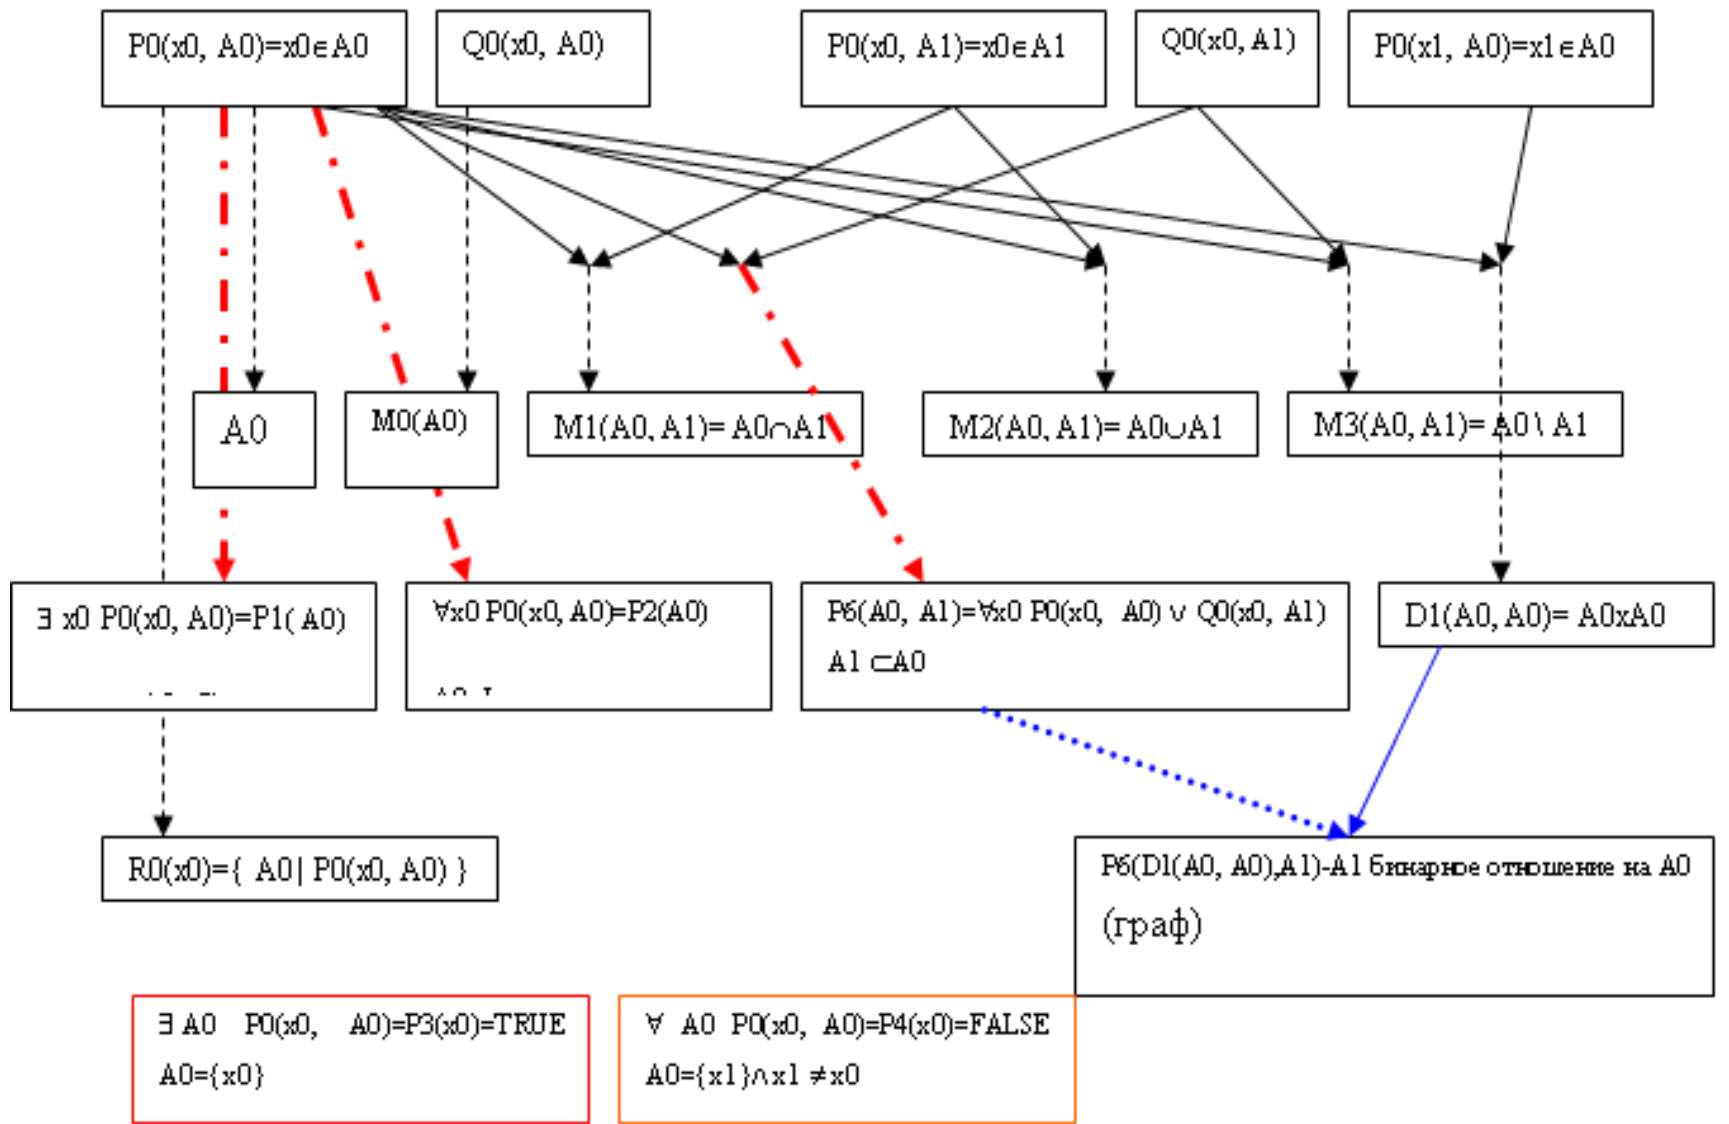 P0(x0, A0)=x0∈A0
Q0(x0, A0)
P0(x0, A1)=x0∈A1
Q0(x0, A1)
P0(x1, A0)=x1∈A0
A0
M0(A0)
M1(A0, A1)= A0∩A1
M2(A0, A1)= A0∪A1
M3(A0, A1)= A0 \ A1
∃ x0 P0(x0, A0)=P1( A0)
∀x0 P0(x0, A0)=P2(A0)
P6(A0, A1)=∀x0 P0(x0, A0) ∨ Q0(x0, A1)
A1 ⊂A0
D1(A0, A0)= A0xA0
R0(x0)={ A0 | P0(x0, A0) }
P6(D1(A0, A0),A1)-A1 бинарное отношение на A0
(граф)
∃ A0 P0(x0, A0)=P3(x0)=TRUE
A0={x0}
∀ A0 P0(x0, A0)=P4(x0)=FALSE
A0={x1}∧x1 ≠x0